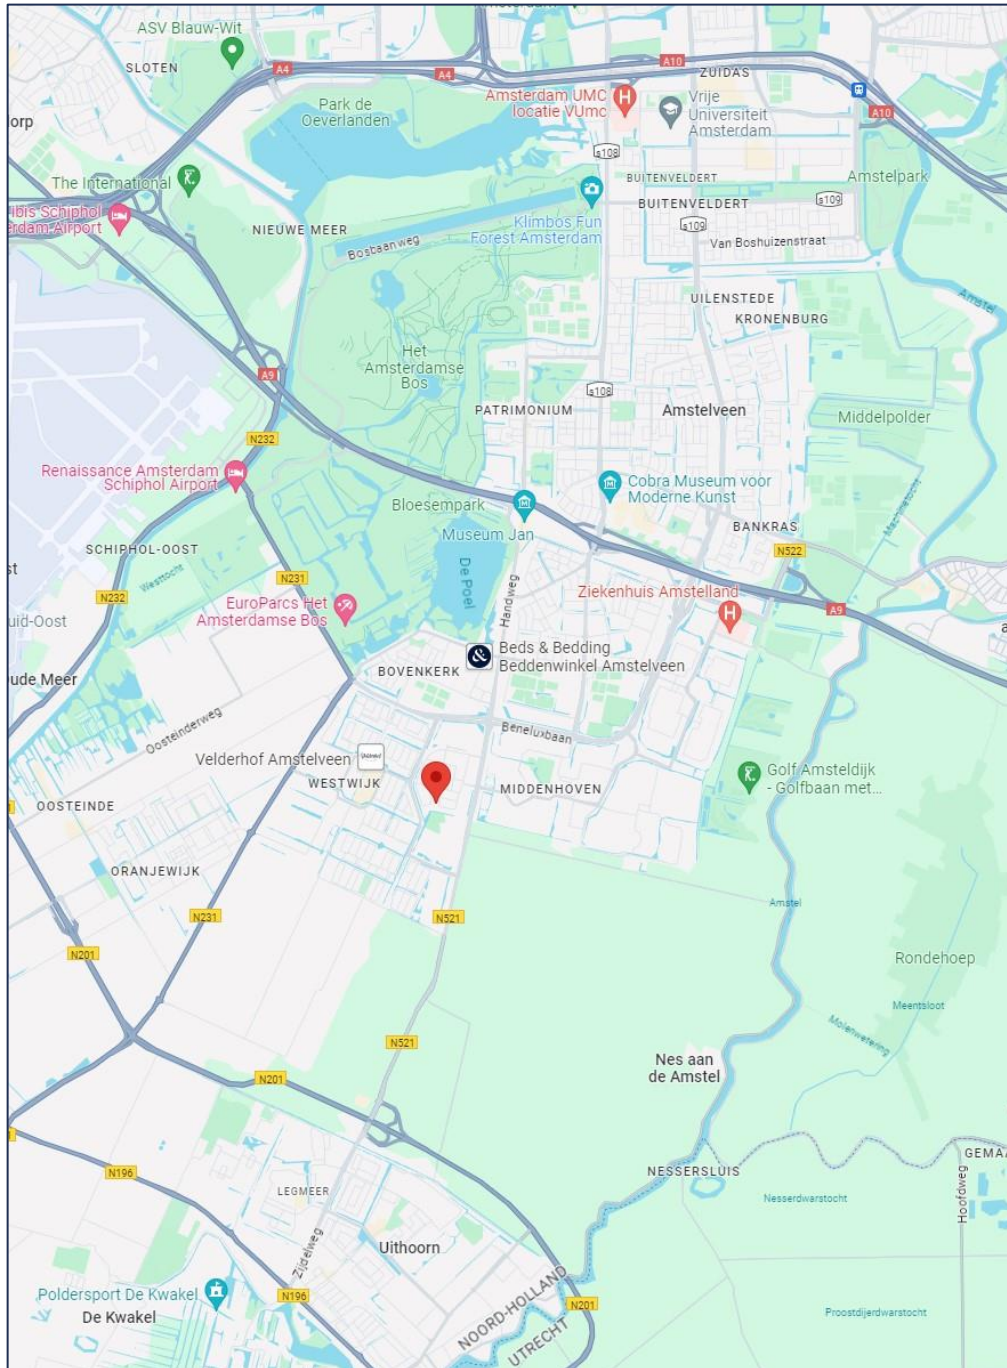 ASV Blauw-Wit
SLOTEN
A4
A4
A10
ZUIDAS
Park de
Oeverlanden
Amsterdam UMC
locatie VUmc
Vrije
Universiteit
Amsterdam
A10
orp
s108
The International
BUITENVELDERT
Amstelpark
ibis Schiphol
rdam Airport
NIEUWE MEER
Klimbos Fun
Forest Amsterdam
BUITENVELDERT
s109
s109
Bosbaanweg
Van Boshuizenstraat
UILENSTEDE
Amstel
KRONENBURG
Het
Amsterdamse
Bos
A9
s108
PATRIMONIUM
Amstelveen
Middelpolder
N232
Renaissance Amsterdam
Schiphol Airport
Cobra Museum voor
Moderne Kunst
Bloesempark
Museum Jan
Machinetocht
BANKRAS
SCHIPHOL-OOST
N522
st
Westtocht
De Poel
N231
N232
Handweg
Ziekenhuis Amstelland
EuroParcs Het
Amsterdamse Bos
A9
uid-Oost
a
Beds & Bedding
Beddenwinkel Amstelveen
BOVENKERK
ude Meer
Oosteinderweg
Beneluxbaan
Velderhof Amstelveen
WESTWIJK
MIDDENHOVEN
Golf Amsteldijk
- Golfbaan met...
OOSTEINDE
ORANJEWIJK
Amstel
N231
N521
N201
Rondehoep
Meentsloot
Molenwetering
N521
Nes aan
de Amstel
N201
N196
NESSERSLUIS
GEMAA
LEGMEER
Nesserdwarstocht
Hoofdweg
Zijdelweg
Uithoorn
Poldersport De Kwakel
N196
De Kwakel
NOORD-HOLLAND
UTRECHT
N201
Proostdijerdwarstocht